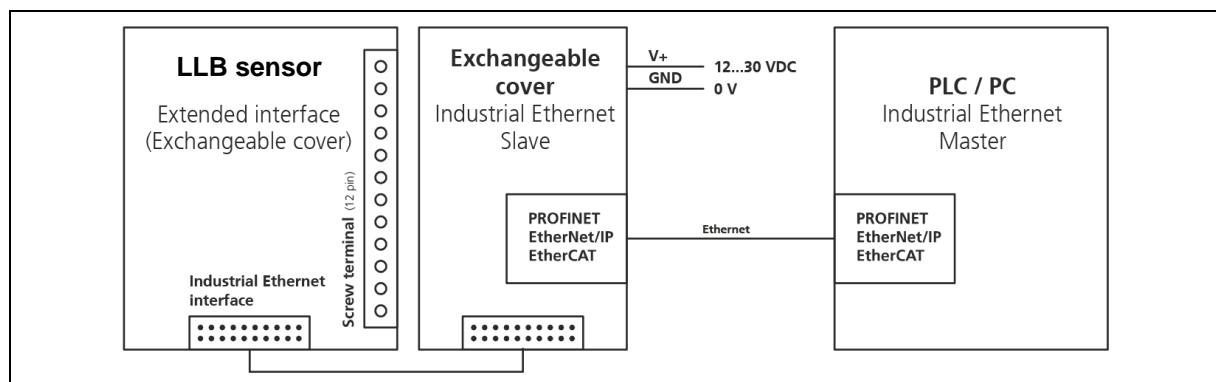 LLB sensor
Extended interface
(Exchangeable cover)
Screw terminal (12 pin)
Industrial Ethernet
interface
Exchangeable
cover
Industrial Ethernet
Slave
V+
GND
12...30 VDC
0 V
PROFINET
EtherNet/IP
EtherCAT
Ethernet
PLC / PC
Industrial Ethernet
Master
PROFINET
EtherNet/IP
EtherCAT